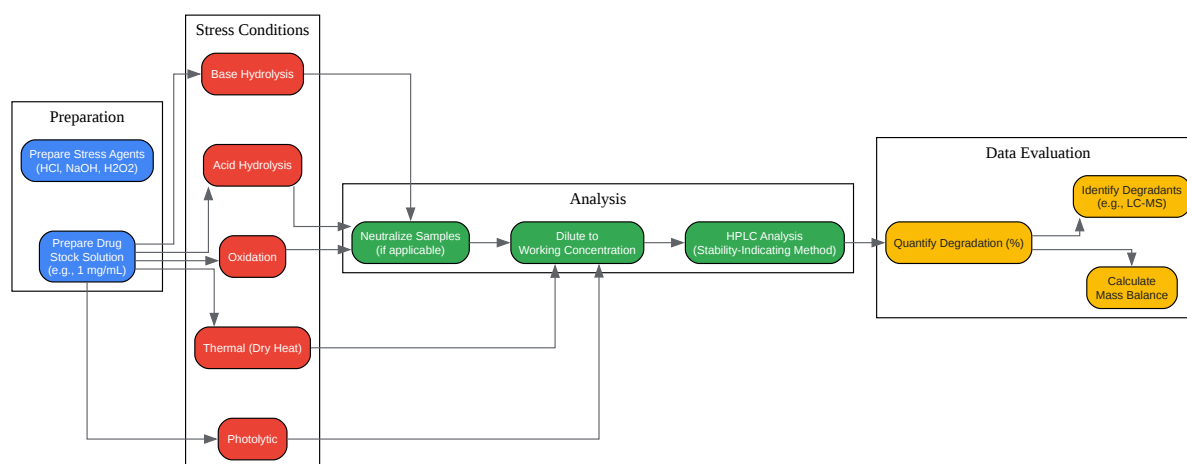 Preparation
Prepare Stress Agents
(HCl, NaOH, H2O2)
Prepare Drug
Stock Solution
(e.g., 1 mg/mL)
Stress Conditions
Base Hydrolysis
Acid Hydrolysis
Oxidation
Thermal (Dry Heat)
Photolytic
Analysis
Neutralize Samples
(if applicable)
Dilute to
Working Concentration
HPLC Analysis
(Stability-Indicating Method)
Data Evaluation
Quantify Degradation (%)
Identify Degradants
(e.g., LC-MS)
Calculate
Mass Balance